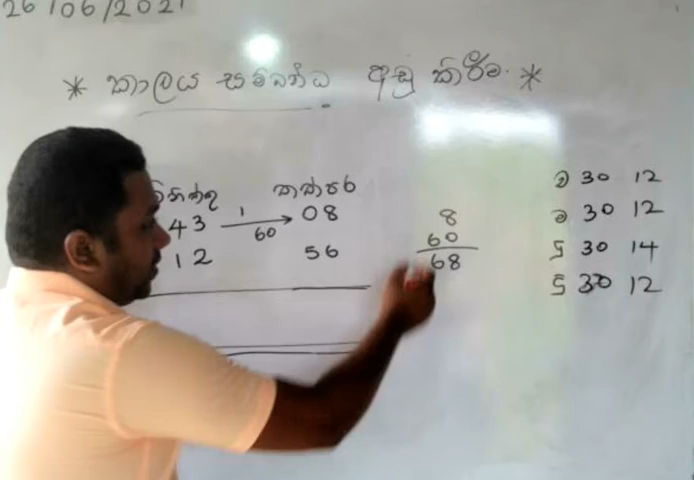 26/06/2021
* කාලය සම්බන්ධ අඩු කිරීම. *
තත්පර
43 1 60 08
12 56
8
60
68
ම 30 12
ම 30 12
පු 30 14
පු 30 12